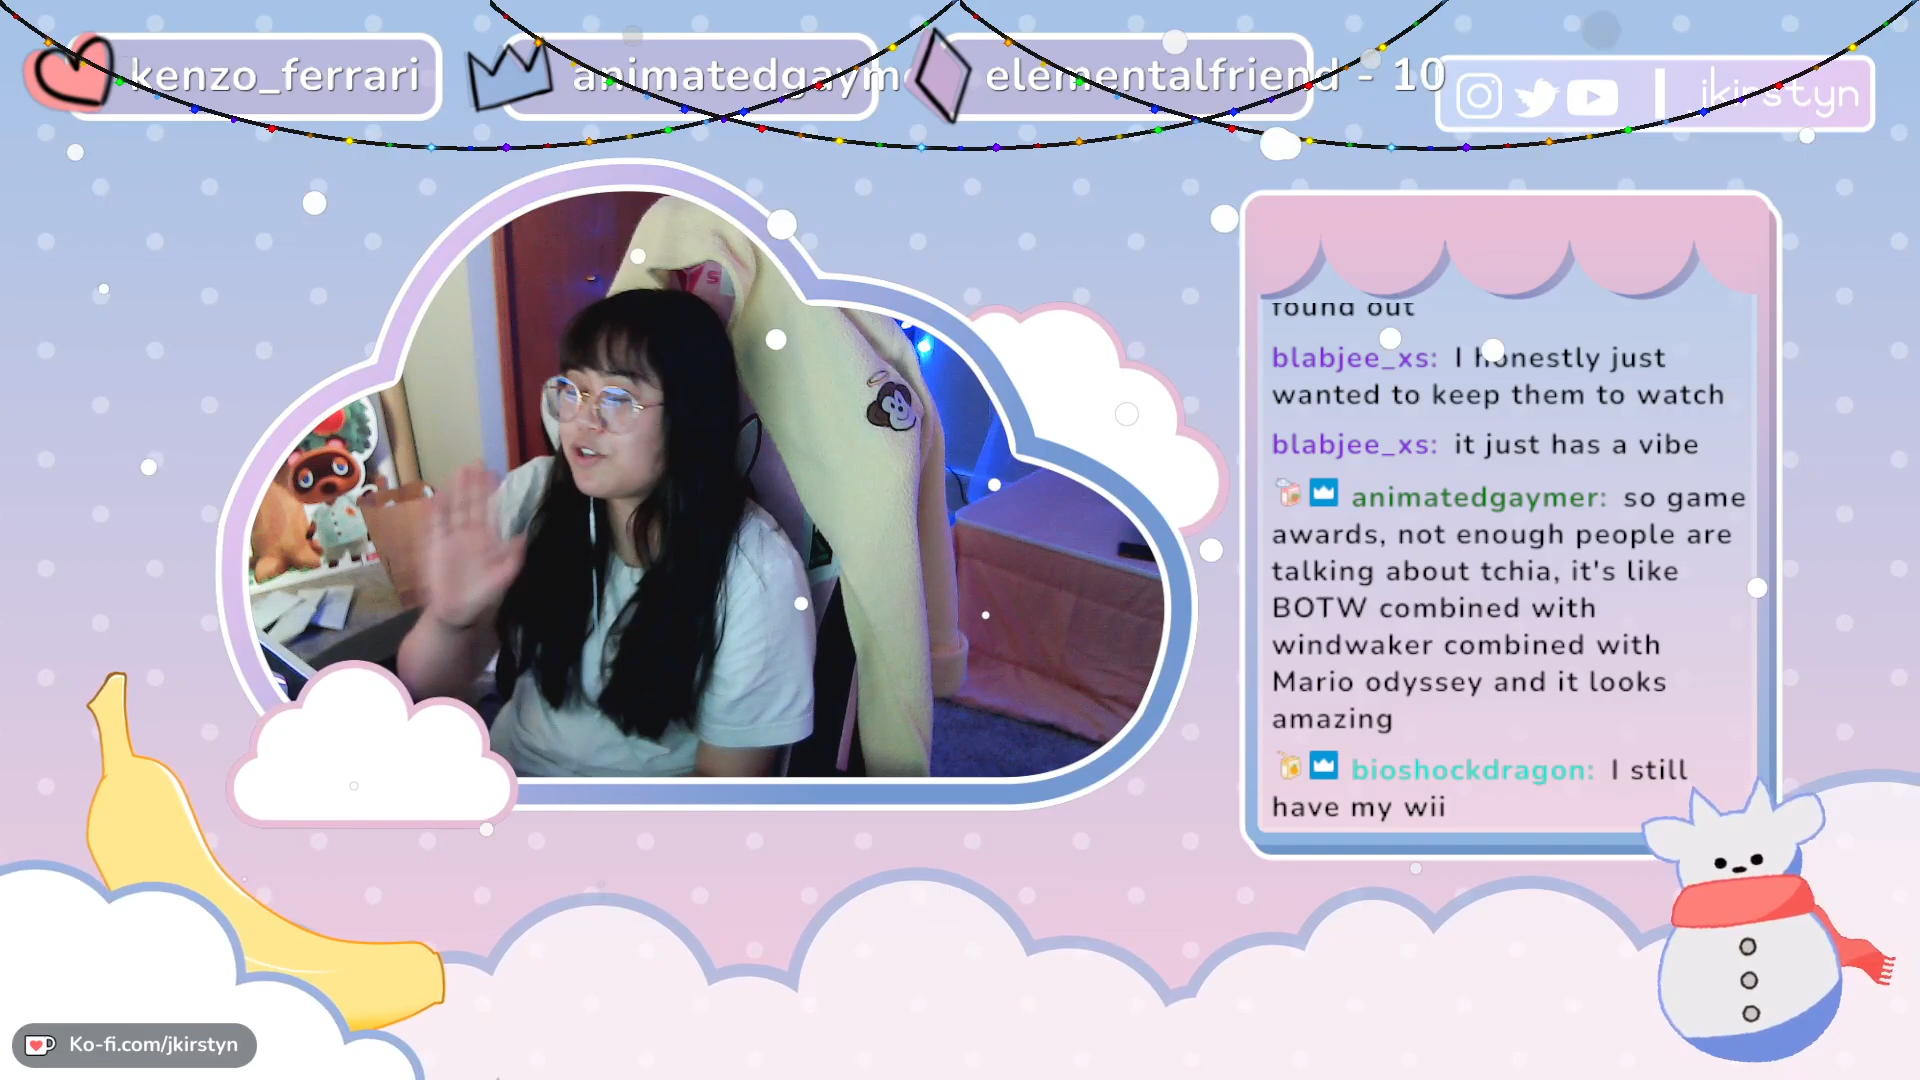 kenzo_ferrari
animatedgaym
elementalfriend - 10
jkirstyn
found out
blabjee_xs: I honestly just
wanted to keep them to watch
blabjee_xs: it just has a vibe
animatedgaymer: so game
awards, not enough people are
talking about tchia, it's like
BOTW combined with
windwaker combined with
Mario odyssey and it looks
amazing
bioshockdragon: I still
have my wii
Ko-fi.com/jkirstyn